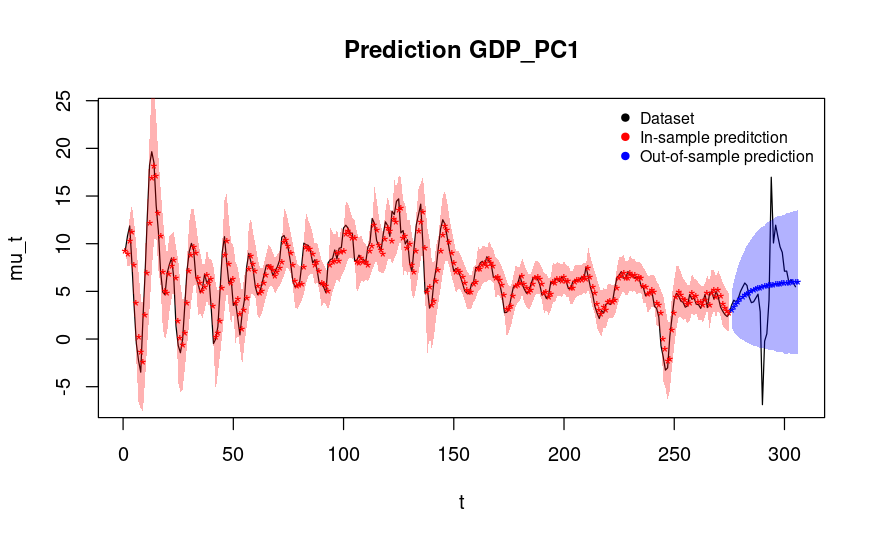 Prediction GDP_PC1
mu_t
25
20
15
10
5
0
-5
Dataset
In-sample preditction
Out-of-sample prediction
0 50 100 150 200 250 300
t